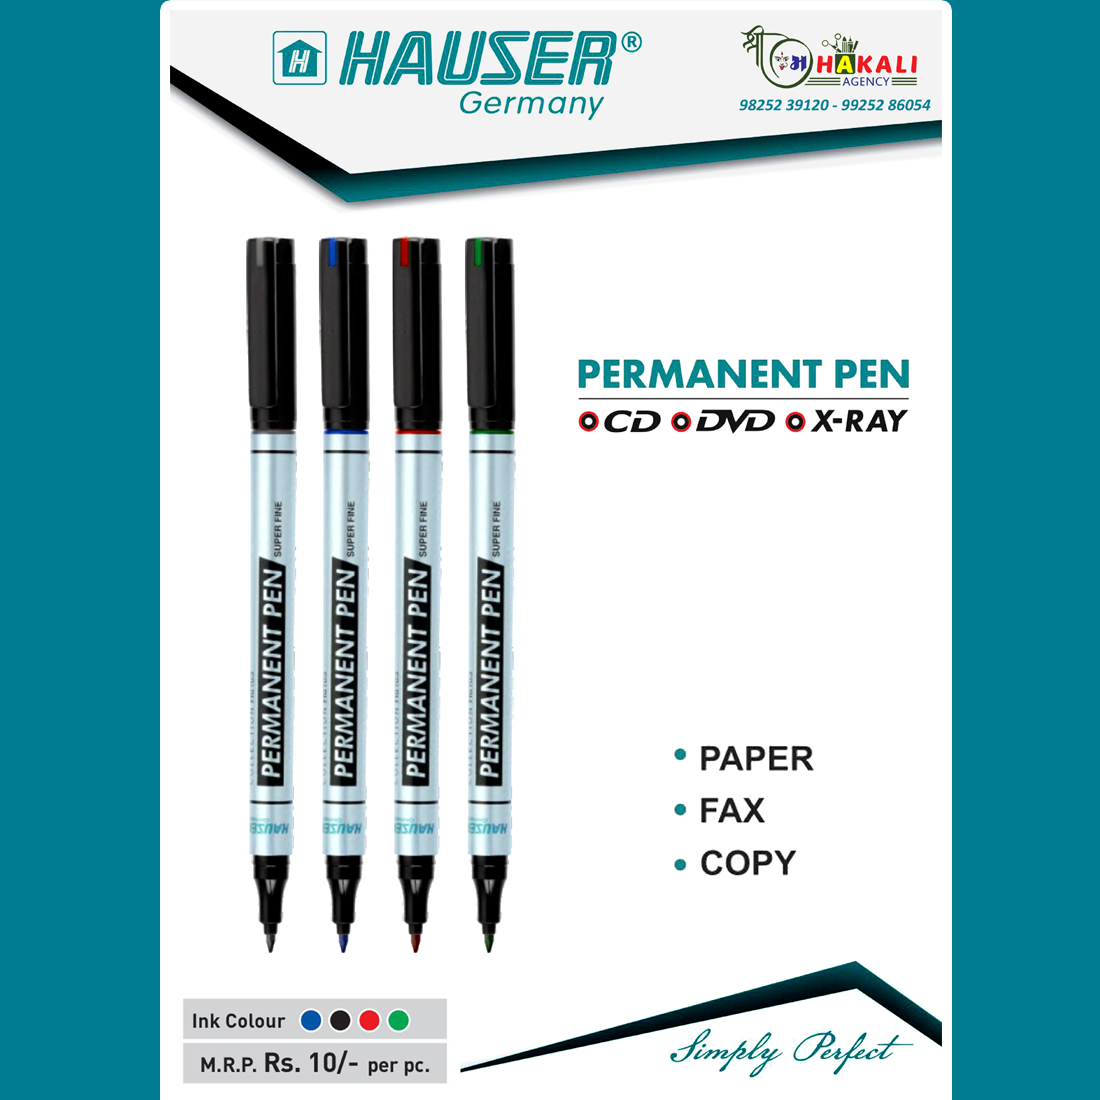 H HAUSER®
Germany
श्री म HAKALI
AGENCY
98252 39120 - 99252 86054
PERMANENT PEN
CD DVD X-RAY
SUPER FINE
PERMANENT PEN
HAUSER
SUPER FINE
PERMANENT PEN
HAUSER
SUPER FINE
PERMANENT PEN
HAUSER
SUPER FINE
PERMANENT PEN
HAUSER
• PAPER
• FAX
• COPY
Ink Colour
M.R.P. Rs. 10/- per pc.
Simply Perfect